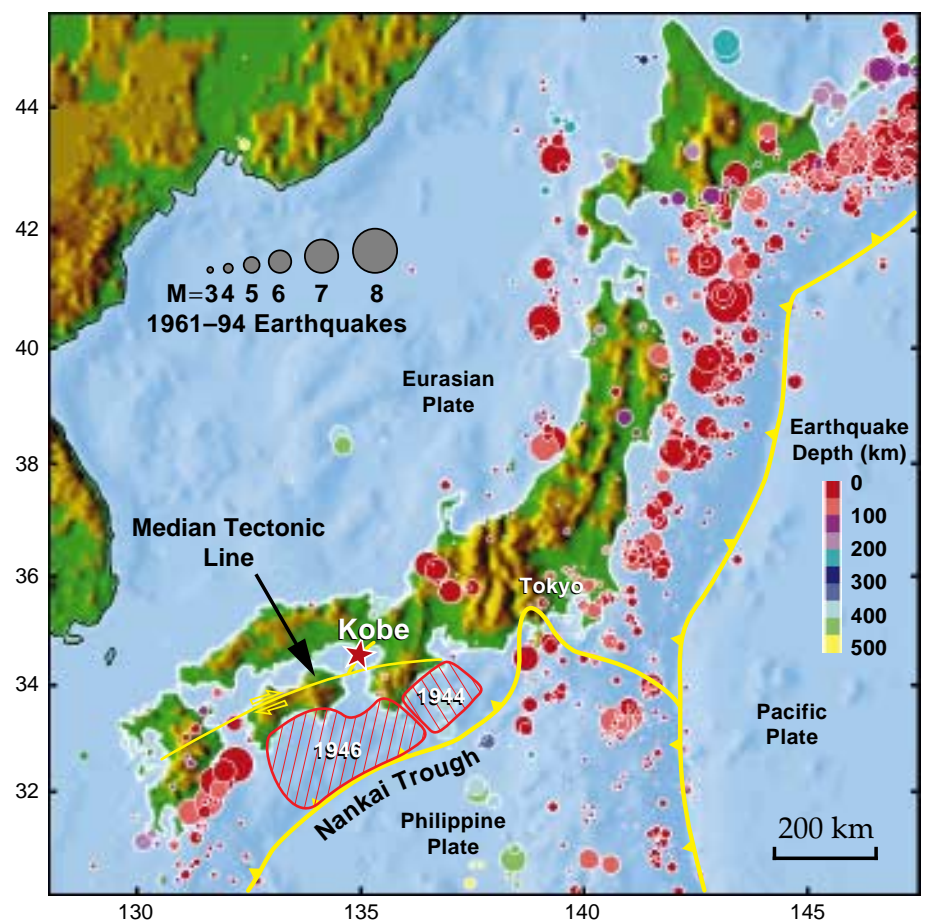 44
42
40
38
36
34
32
M=3 4 5 6 7 8
1961–94 Earthquakes
Eurasian
Plate
Earthquake
Depth (km)
0
100
200
300
400
500
Median Tectonic
Line
Tokyo
Kobe
1944
1946
Nankai Trough
Philippine
Plate
Pacific
Plate
200 km
130
135
140
145